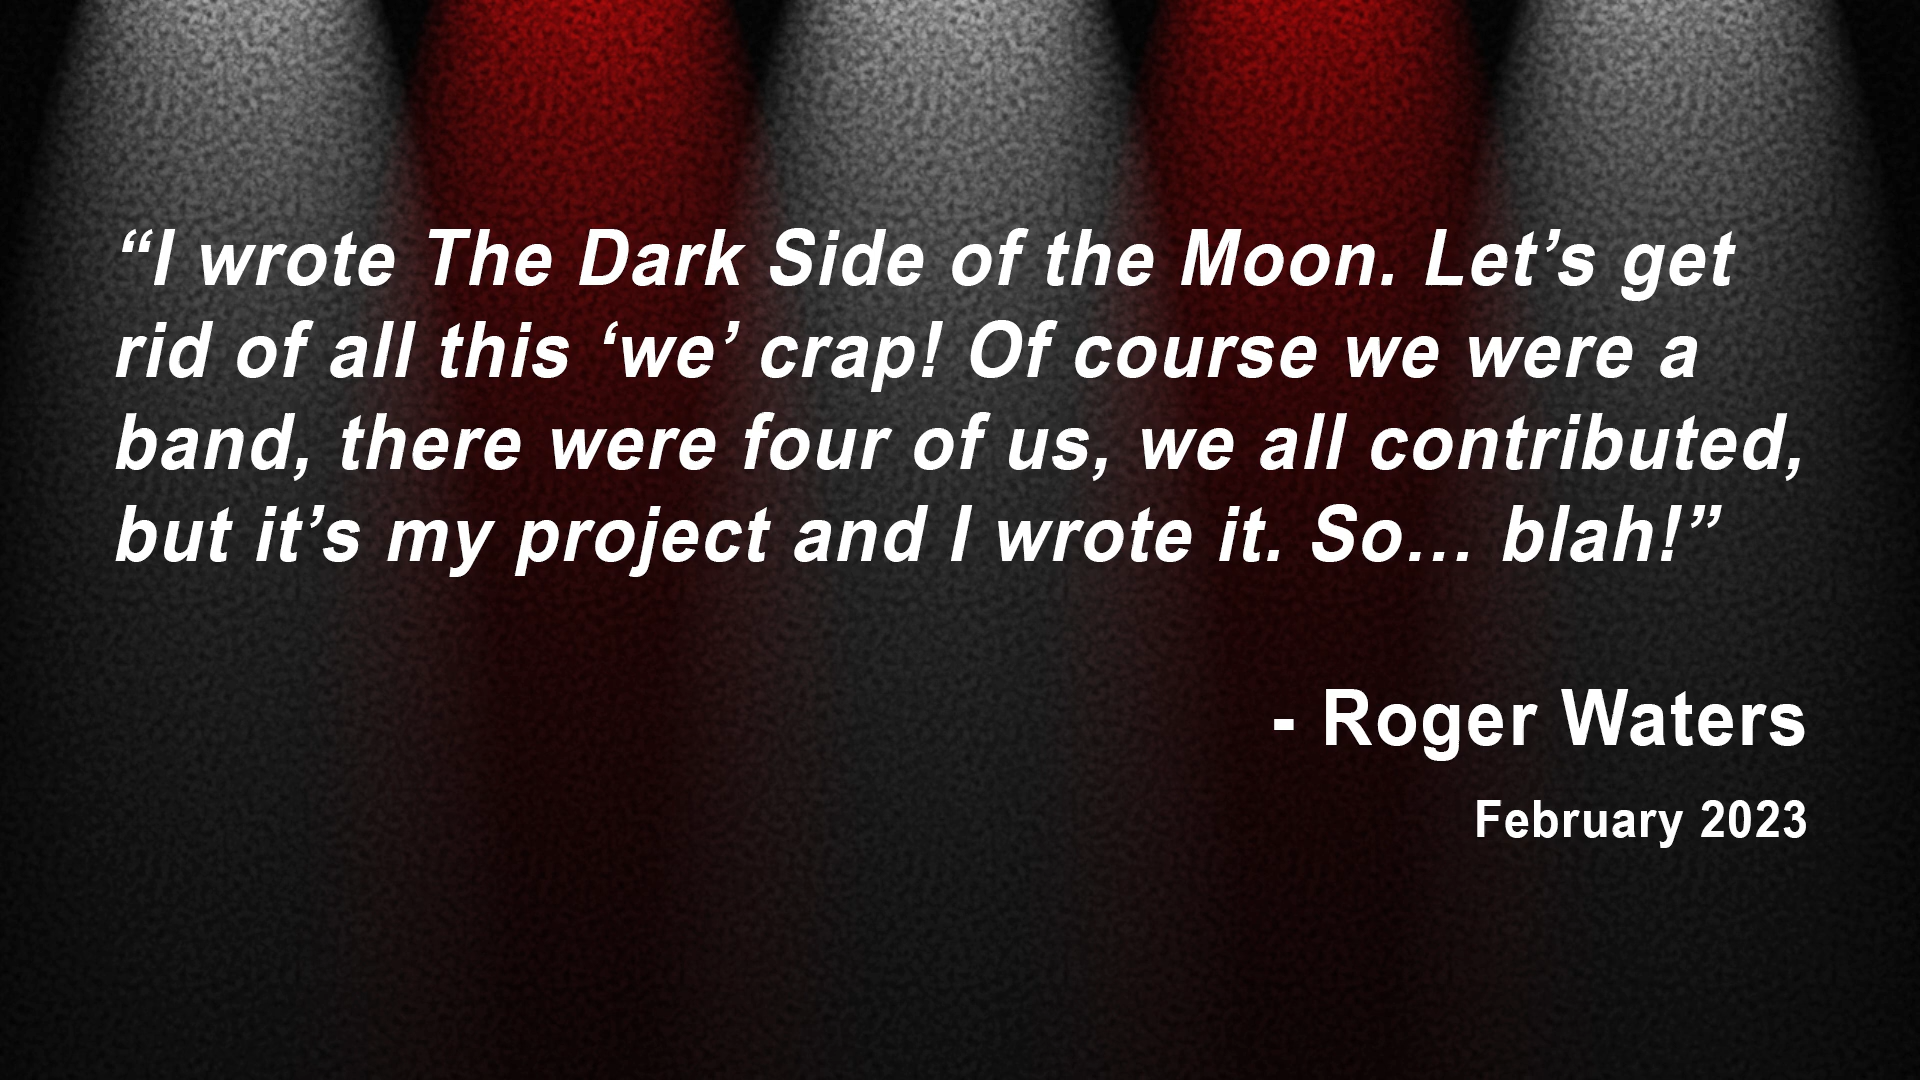 “I wrote The Dark Side of the Moon. Let’s get
rid of all this ‘we’ crap! Of course we were a
band, there were four of us, we all contributed,
but it’s my project and I wrote it. So… blah!”
- Roger Waters
February 2023